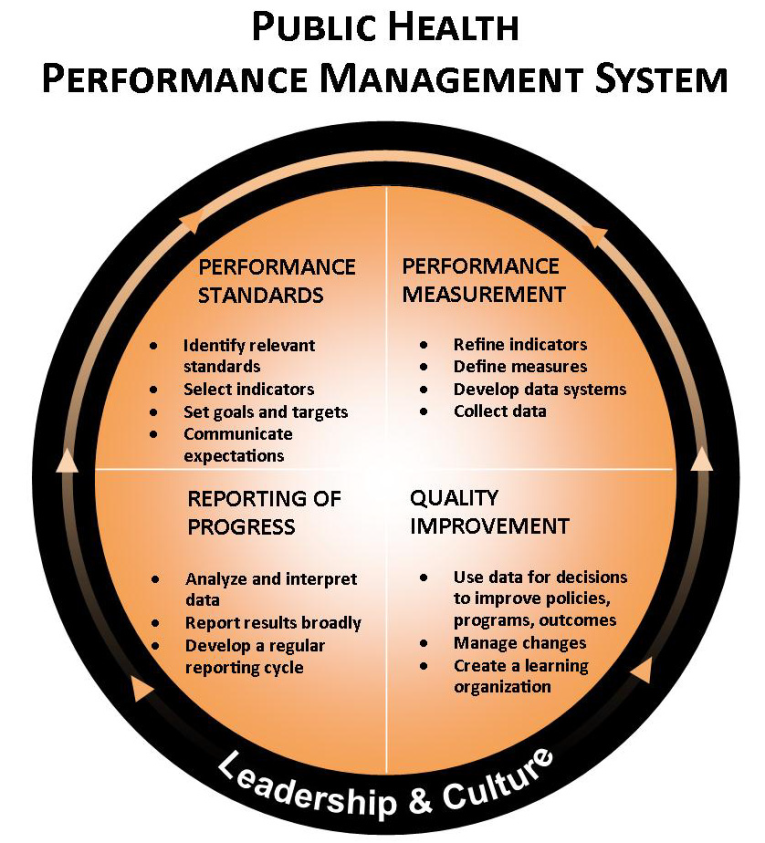 PUBLIC HEALTH
PERFORMANCE MANAGEMENT SYSTEM
PERFORMANCE
STANDARDS
• Identify relevant
standards
• Select indicators
• Set goals and targets
• Communicate
expectations
PERFORMANCE
MEASUREMENT
• Refine indicators
• Define measures
• Develop data systems
• Collect data
REPORTING OF
PROGRESS
• Analyze and interpret
data
• Report results broadly
• Develop a regular
reporting cycle
QUALITY
IMPROVEMENT
• Use data for decisions
to improve policies,
programs, outcomes
• Manage changes
• Create a learning
organization
Leadership & Culture